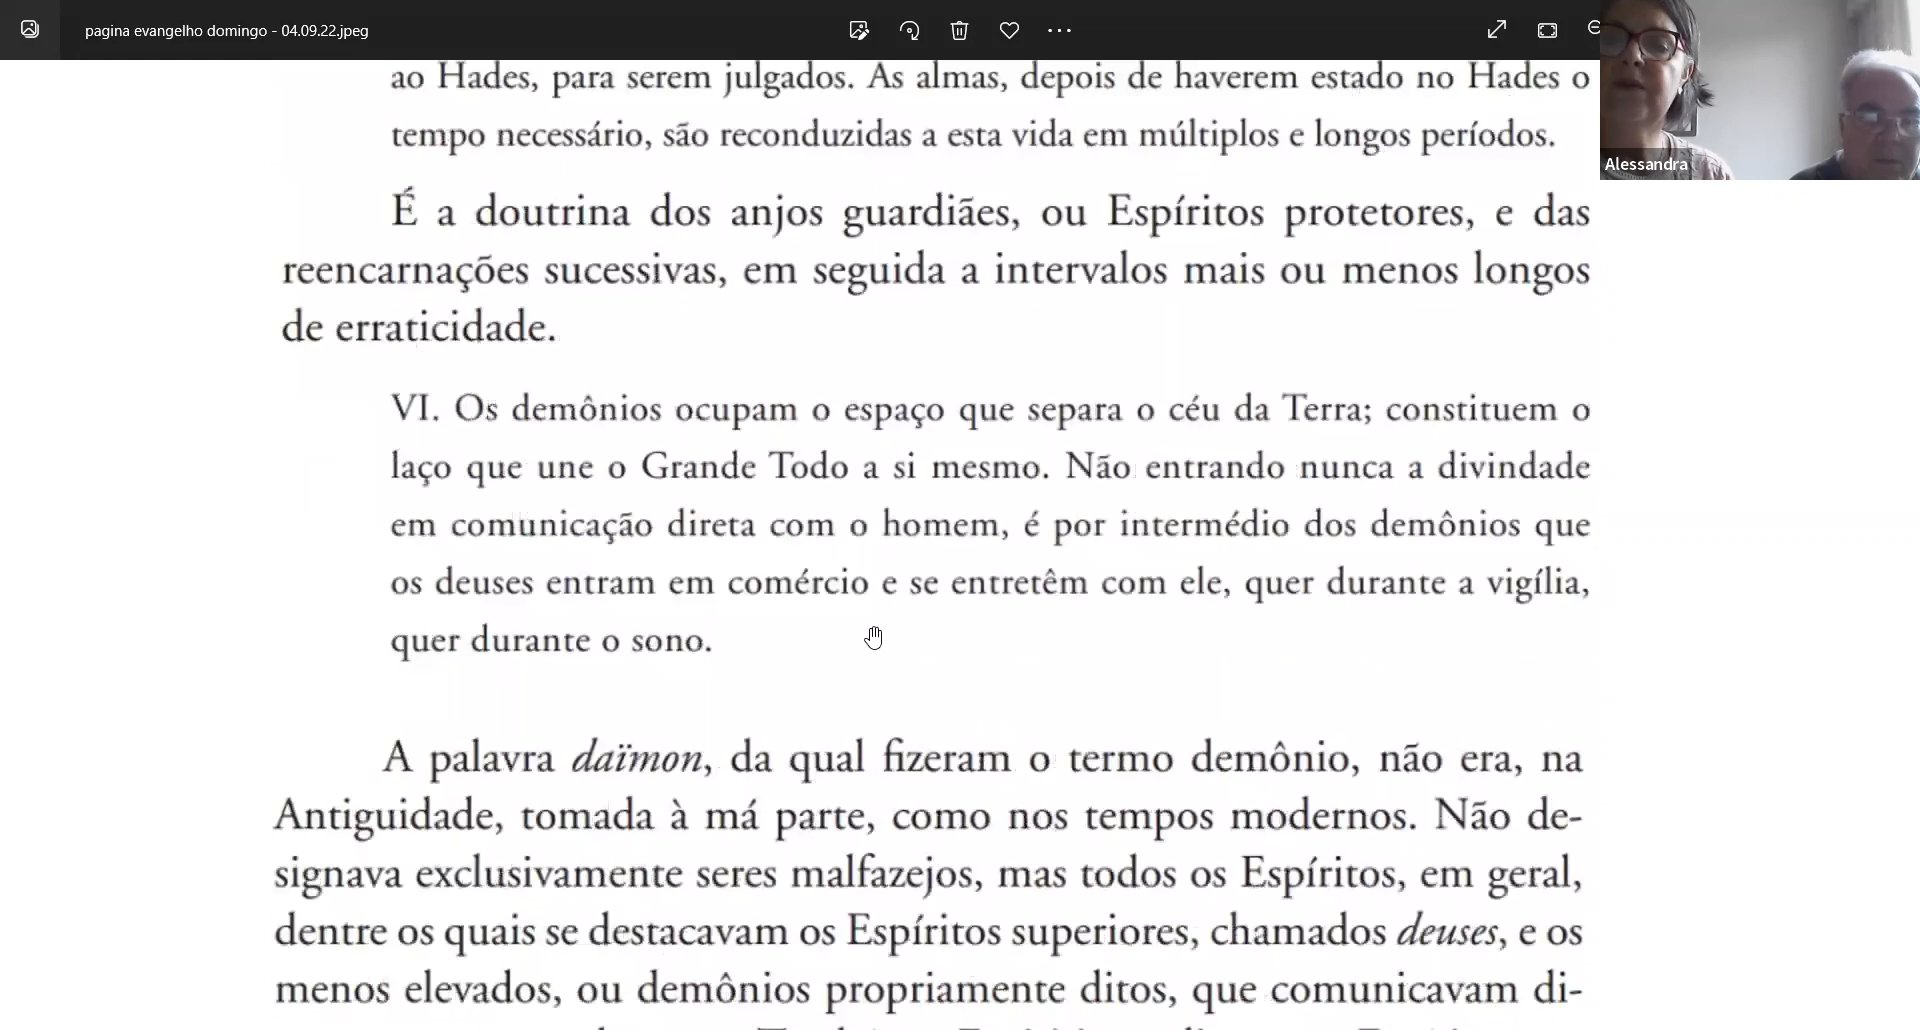 pagina evangelho domingo - 04.09.22.jpeg
Alessandra
ao Hades, para serem julgados. As almas, depois de haverem estado no Hades o
tempo necessário, são reconduzidas a esta vida em múltiplos e longos períodos.
É a doutrina dos anjos guardiães, ou Espíritos protetores, e das
reencarnações sucessivas, em seguida a intervalos mais ou menos longos
de erraticidade.
VI. Os demônios ocupam o espaço que separa o céu da Terra; constituem o
laço que une o Grande Todo a si mesmo. Não entrando nunca a divindade
em comunicação direta com o homem, é por intermédio dos demônios que
os deuses entram em comércio e se entretêm com ele, quer durante a vigília,
quer durante o sono.
A palavra daïmon, da qual fizeram o termo demônio, não era, na
Antiguidade, tomada à má parte, como nos tempos modernos. Não de-
signava exclusivamente seres malfazejos, mas todos os Espíritos, em geral,
dentre os quais se destacavam os Espíritos superiores, chamados deuses, e os
menos elevados, ou demônios propriamente ditos, que comunicavam di-